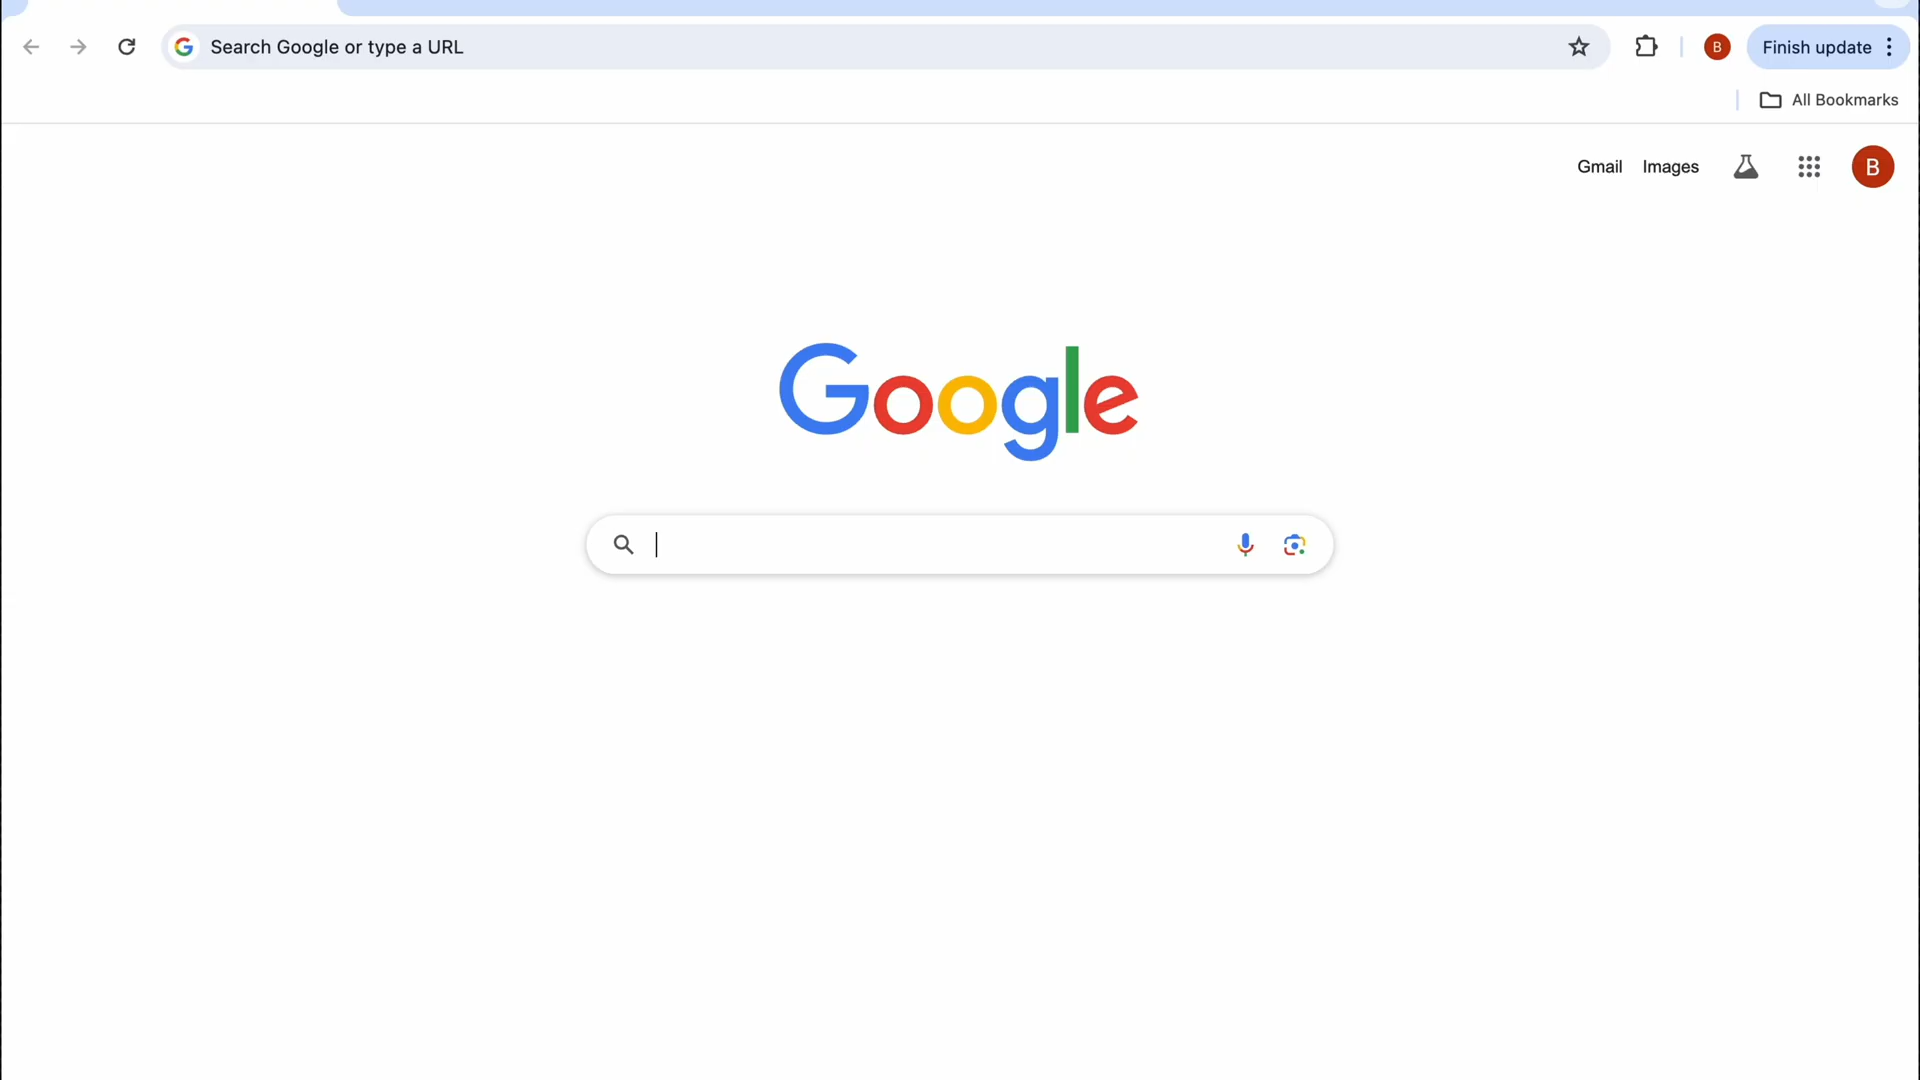 Search Google or type a URL
B
Finish update
All Bookmarks
Gmail
Images
B
Google